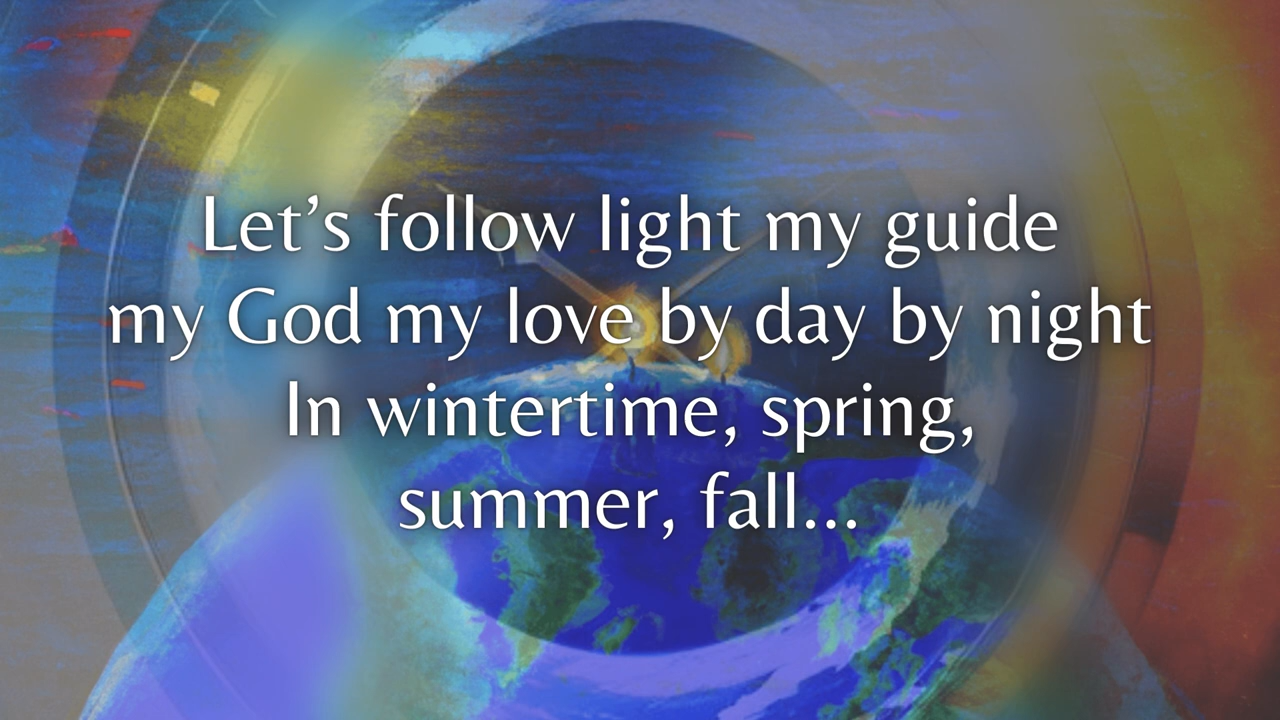 Let’s follow light my guide
my God my love by day by night
In wintertime, spring,
summer, fall...